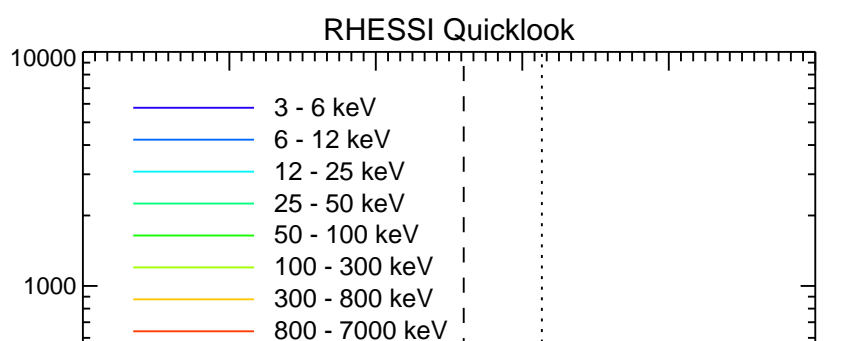 RHESSI Quicklook
10000
3 - 6 keV
6 - 12 keV
12 - 25 keV
25 - 50 keV
50 - 100 keV
100 - 300 keV
1000
300 - 800 keV
800 - 7000 keV